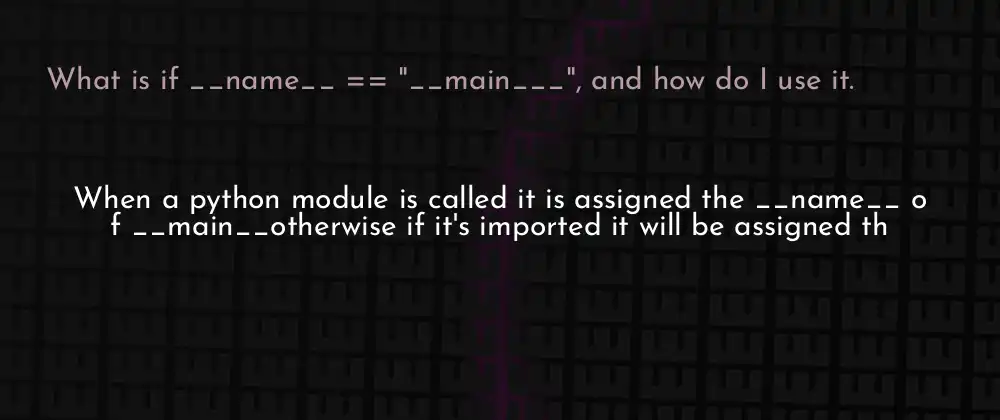 What is if __name__ == "__main___", and how do I use it.
When a python module is called it is assigned the __name__ o
f __main__otherwise if it's imported it will be assigned th